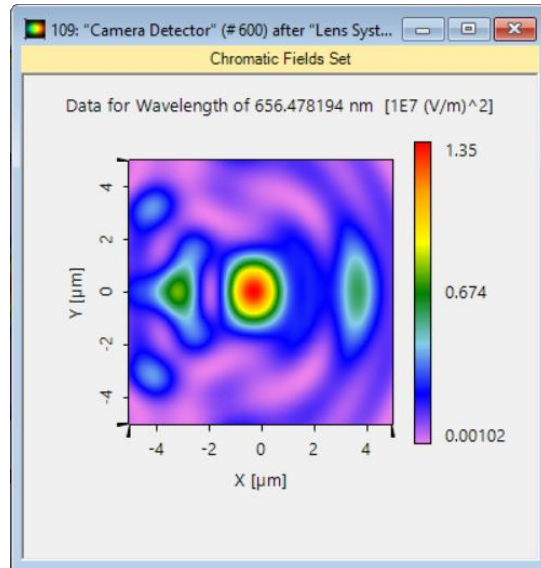 109: "Camera Detector" (# 600) after "Lens Syst...
Chromatic Fields Set
Data for Wavelength of 656.478194 nm [1E7 (V/m)^2]
1.35
0.674
0.00102
4
2
0
-2
-4
Y [µm]
-4 -2 0 2 4
X [µm]